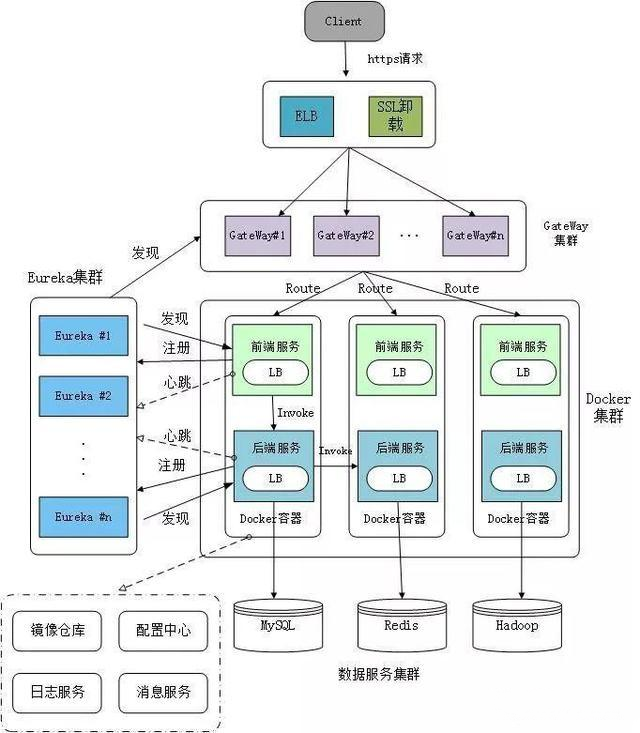 Client
https请求
ELB
SSL卸
载
GateWay#1
GateWay#2
···
GateWay#n
GateWay
集群
发现
Eureka集群
Route
Route
Route
Eureka #1
Eureka #2
Eureka #n
发现
注册
心跳
心跳
注册
发现
前端服务
LB
前端服务
LB
前端服务
LB
Invoke
后端服务
LB
Invoke
后端服务
LB
后端服务
LB
Docker容器
Docker容器
Docker容器
Docker
集群
镜像仓库
配置中心
日志服务
消息服务
MySQL
Redis
Hadoop
数据服务集群